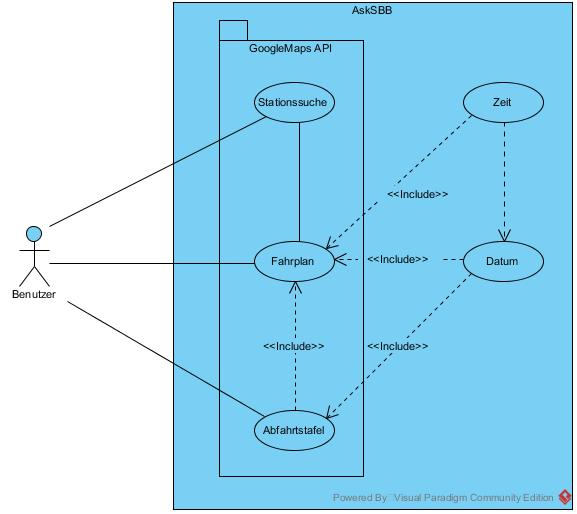 AskSBB
GoogleMaps API
Stationssuche
Zeit
<<Include>>
Fahrplan
<<Include>>
Datum
Benutzer
<<Include>>
<<Include>>
Abfahrtstafel
Powered By Visual Paradigm Community Edition